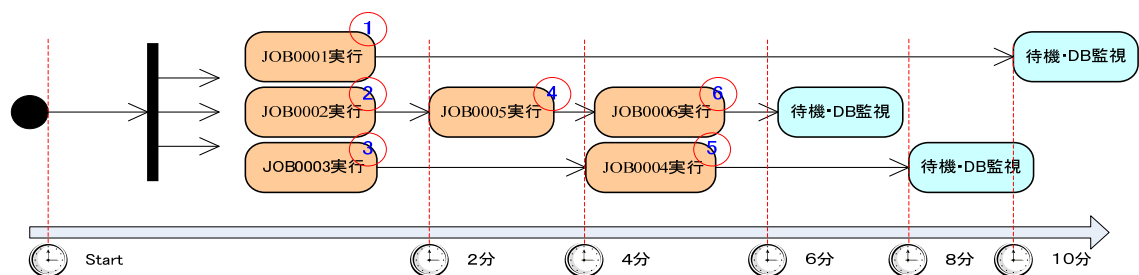 1
JOB0001実行
待機・DB監視
2
JOB0002実行
4
JOB0005実行
6
JOB0006実行
待機・DB監視
3
JOB0003実行
5
JOB0004実行
待機・DB監視
Start
2分
4分
6分
8分
10分